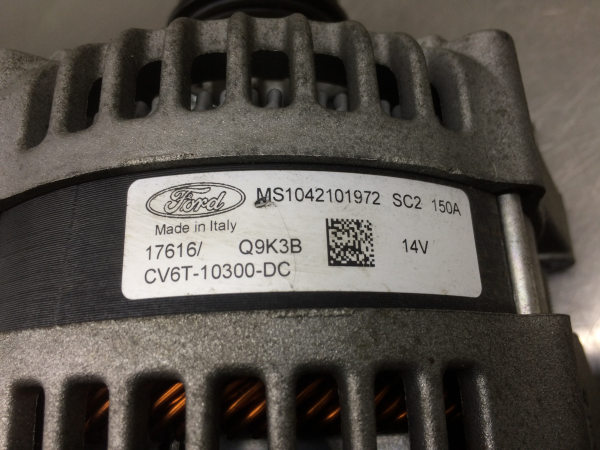 Ford MS1042101972 SC2 150A
Made in Italy
17616/ Q9K3B 14V
CV6T-10300-DC